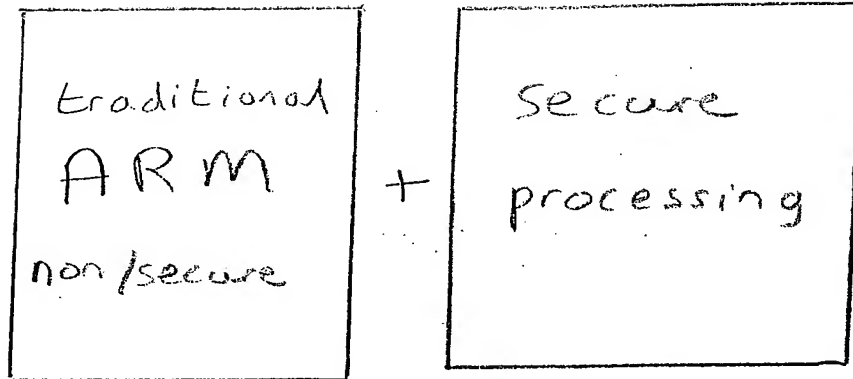 traditional
ARM
non/secure
+
secure
processing